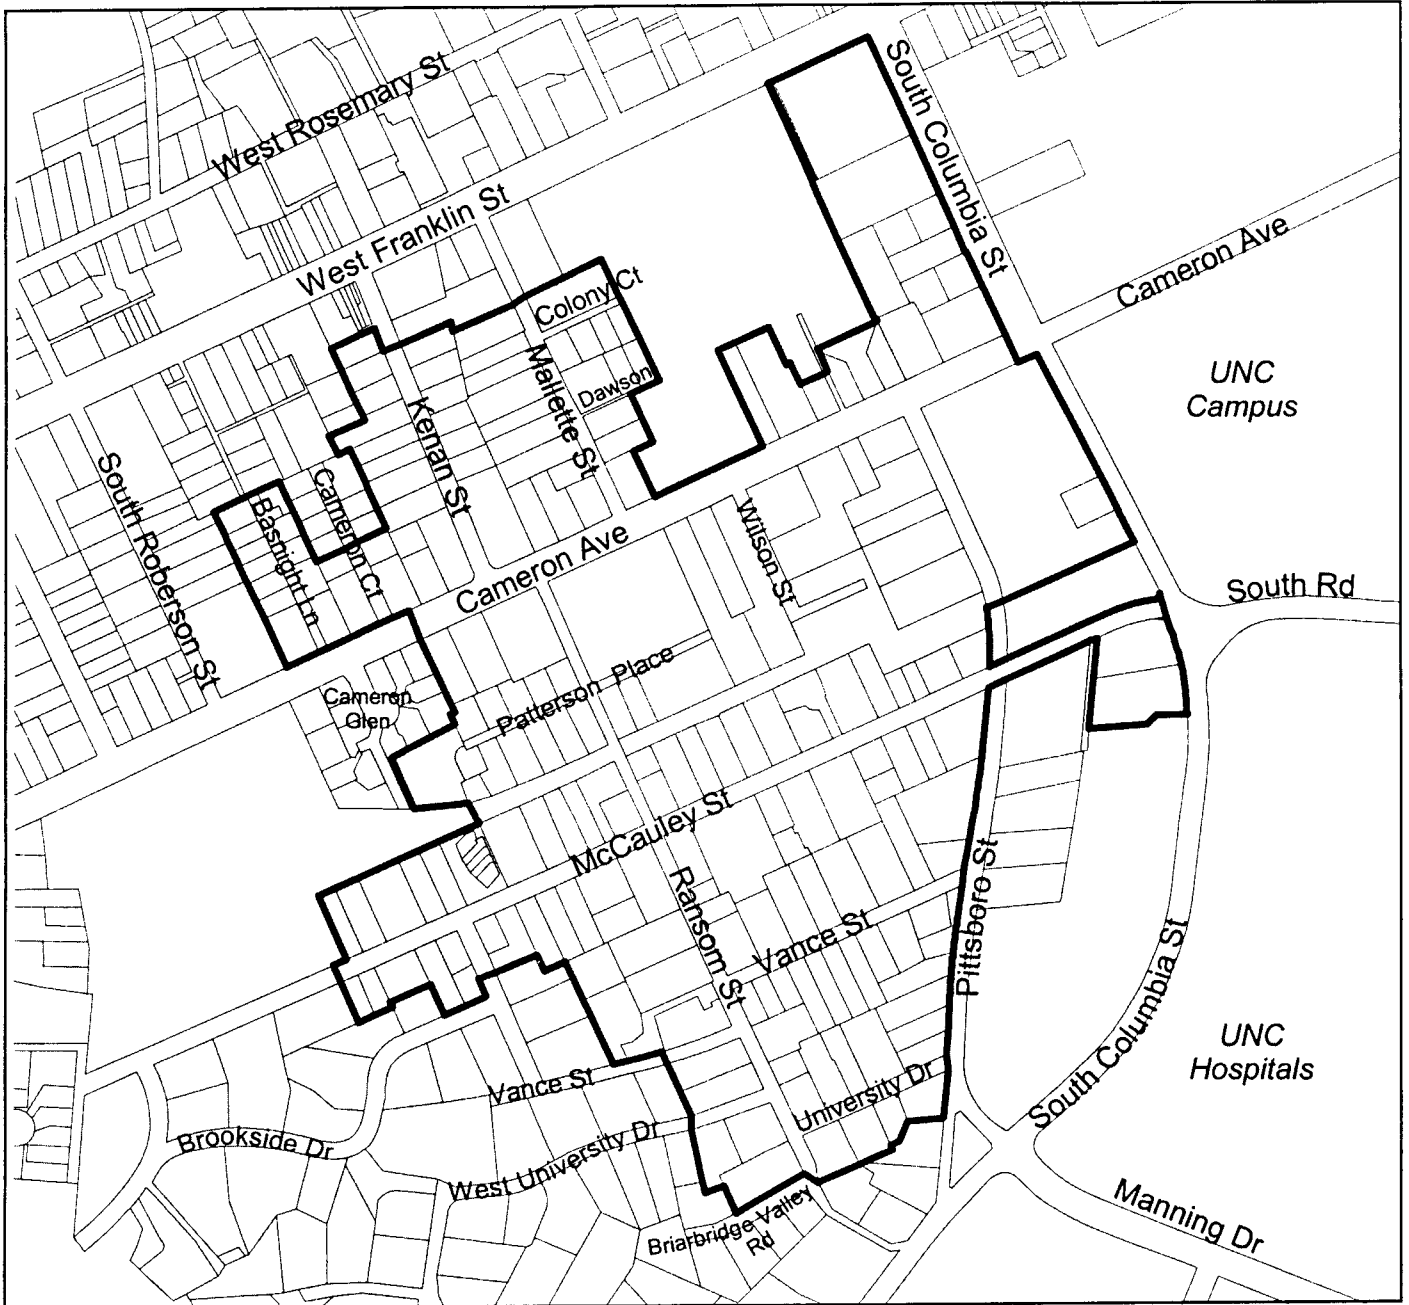 West Rosemary St
South Columbia St
West Franklin St
Cameron Ave
Colony Ct
UNC
Campus
Dawson
Mallette St
Kenan St
South Roberson St
Cameron Ct
Basnight Ln
Wilson St
Cameron Ave
South Rd
Patterson Place
Cameron
Glen
McCauley St
Ransom St
Vance St
Pittsboro St
South Columbia St
UNC
Hospitals
Vance St
University Dr
Brookside Dr
West University Dr
Manning Dr
Briarbridge Valley
Rd